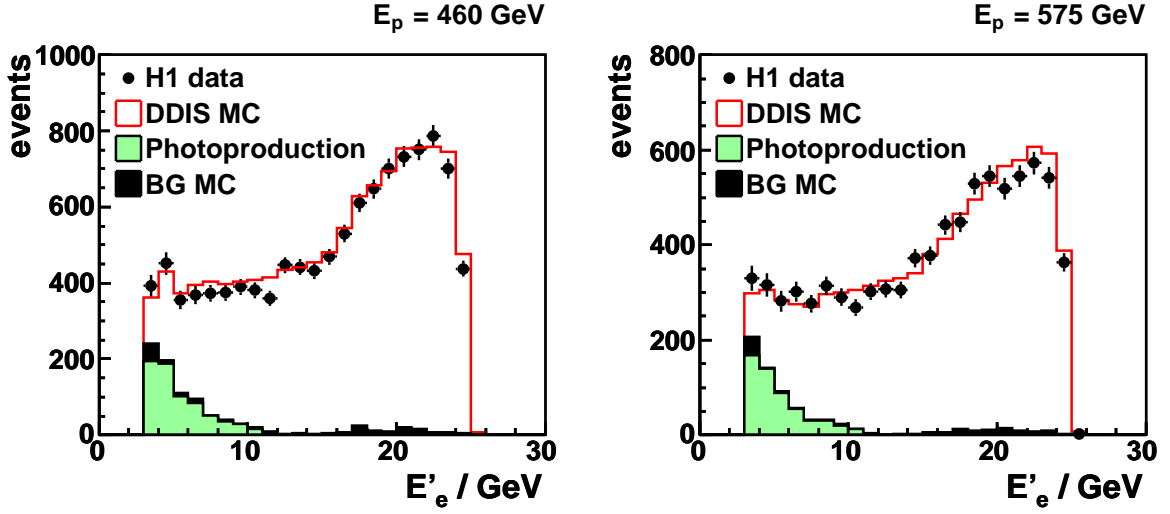 E_p = 460 GeV
events
1000
800
600
400
200
0
H1 data
DDIS MC
Photoproduction
BG MC
0 10 20 30
E'_e / GeV
E_p = 575 GeV
events
800
600
400
200
0
H1 data
DDIS MC
Photoproduction
BG MC
0 10 20 30
E'_e / GeV